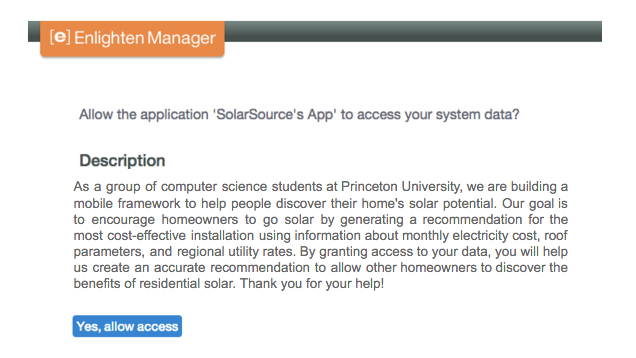 [e] Enlighten Manager
Allow the application 'SolarSource's App' to access your system data?
Description
As a group of computer science students at Princeton University, we are building a
mobile framework to help people discover their home's solar potential. Our goal is
to encourage homeowners to go solar by generating a recommendation for the
most cost-effective installation using information about monthly electricity cost, roof
parameters, and regional utility rates. By granting access to your data, you will help
us create an accurate recommendation to allow other homeowners to discover the
benefits of residential solar. Thank you for your help!
Yes, allow access